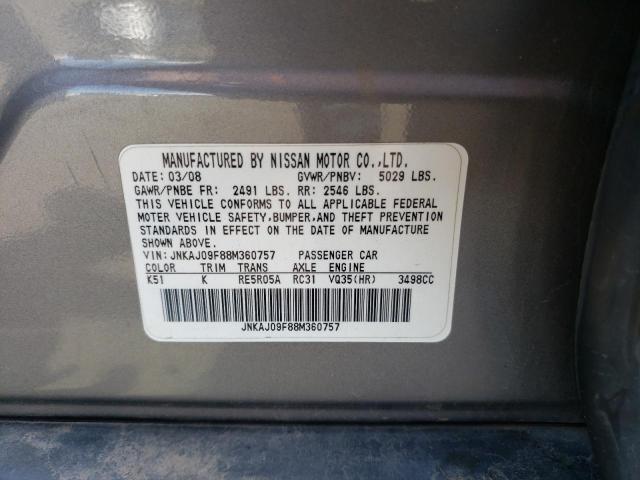 MANUFACTURED BY NISSAN MOTOR CO.,LTD.
DATE: 03/08 GVWR/PNBV: 5029 LBS.
GAWR/PNBE FR: 2491 LBS. RR: 2546 LBS.
THIS VEHICLE CONFORMS TO ALL APPLICABLE FEDERAL
MOTOR VEHICLE SAFETY,BUMPER,AND THEFT PREVENTION
STANDARDS IN EFFECT ON THE DATE OF MANUFACTURE
SHOWN ABOVE.
VIN:JNKAJ09F88M360757 PASSENGER CAR
COLOR TRIM TRANS AXLE ENGINE
K51 K RE5R05A RC31 VQ35(HR) 3498CC
JNKAJ09F88M360757